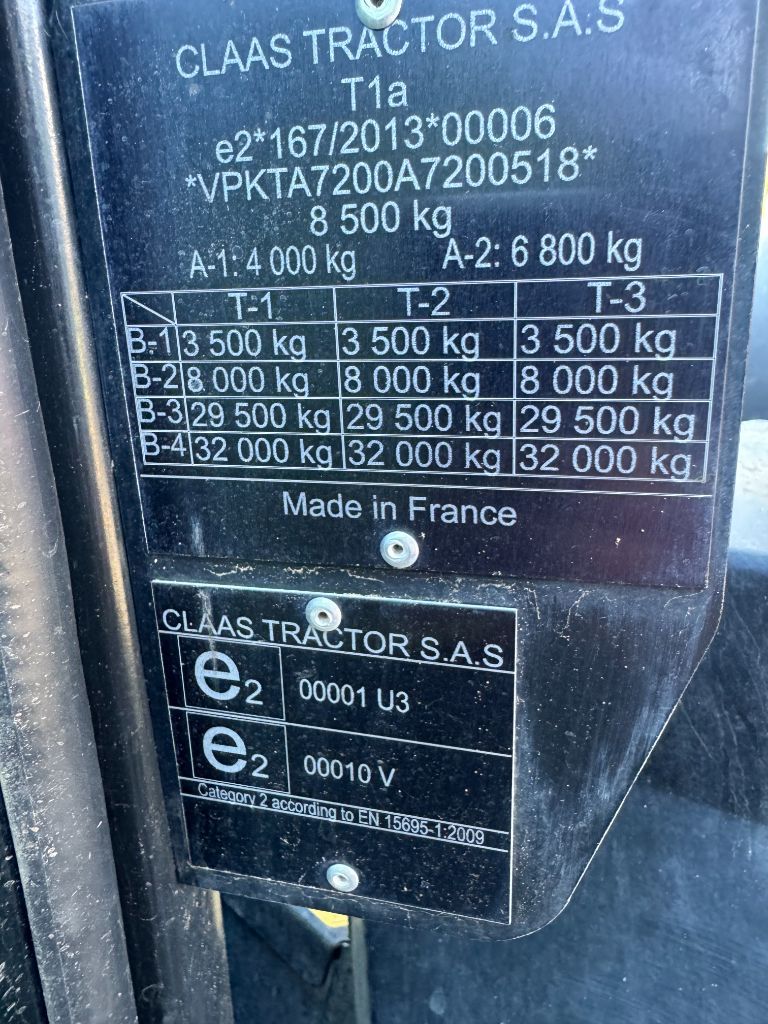 CLAAS TRACTOR S.A.S
T1a
e2*167/2013*00006
*VPKTA7200A7200518*
8 500 kg
A-1: 4 000 kg A-2: 6 800 kg
T-1 T-2 T-3
B-1 3 500 kg 3 500 kg 3 500 kg
B-2 8 000 kg 8 000 kg 8 000 kg
B-3 29 500 kg 29 500 kg 29 500 kg
B-4 32 000 kg 32 000 kg 32 000 kg
Made in France
CLAAS TRACTOR S.A.S
e2 00001 U3
e2 00010 V
Category 2 according to EN 15695-1:2009